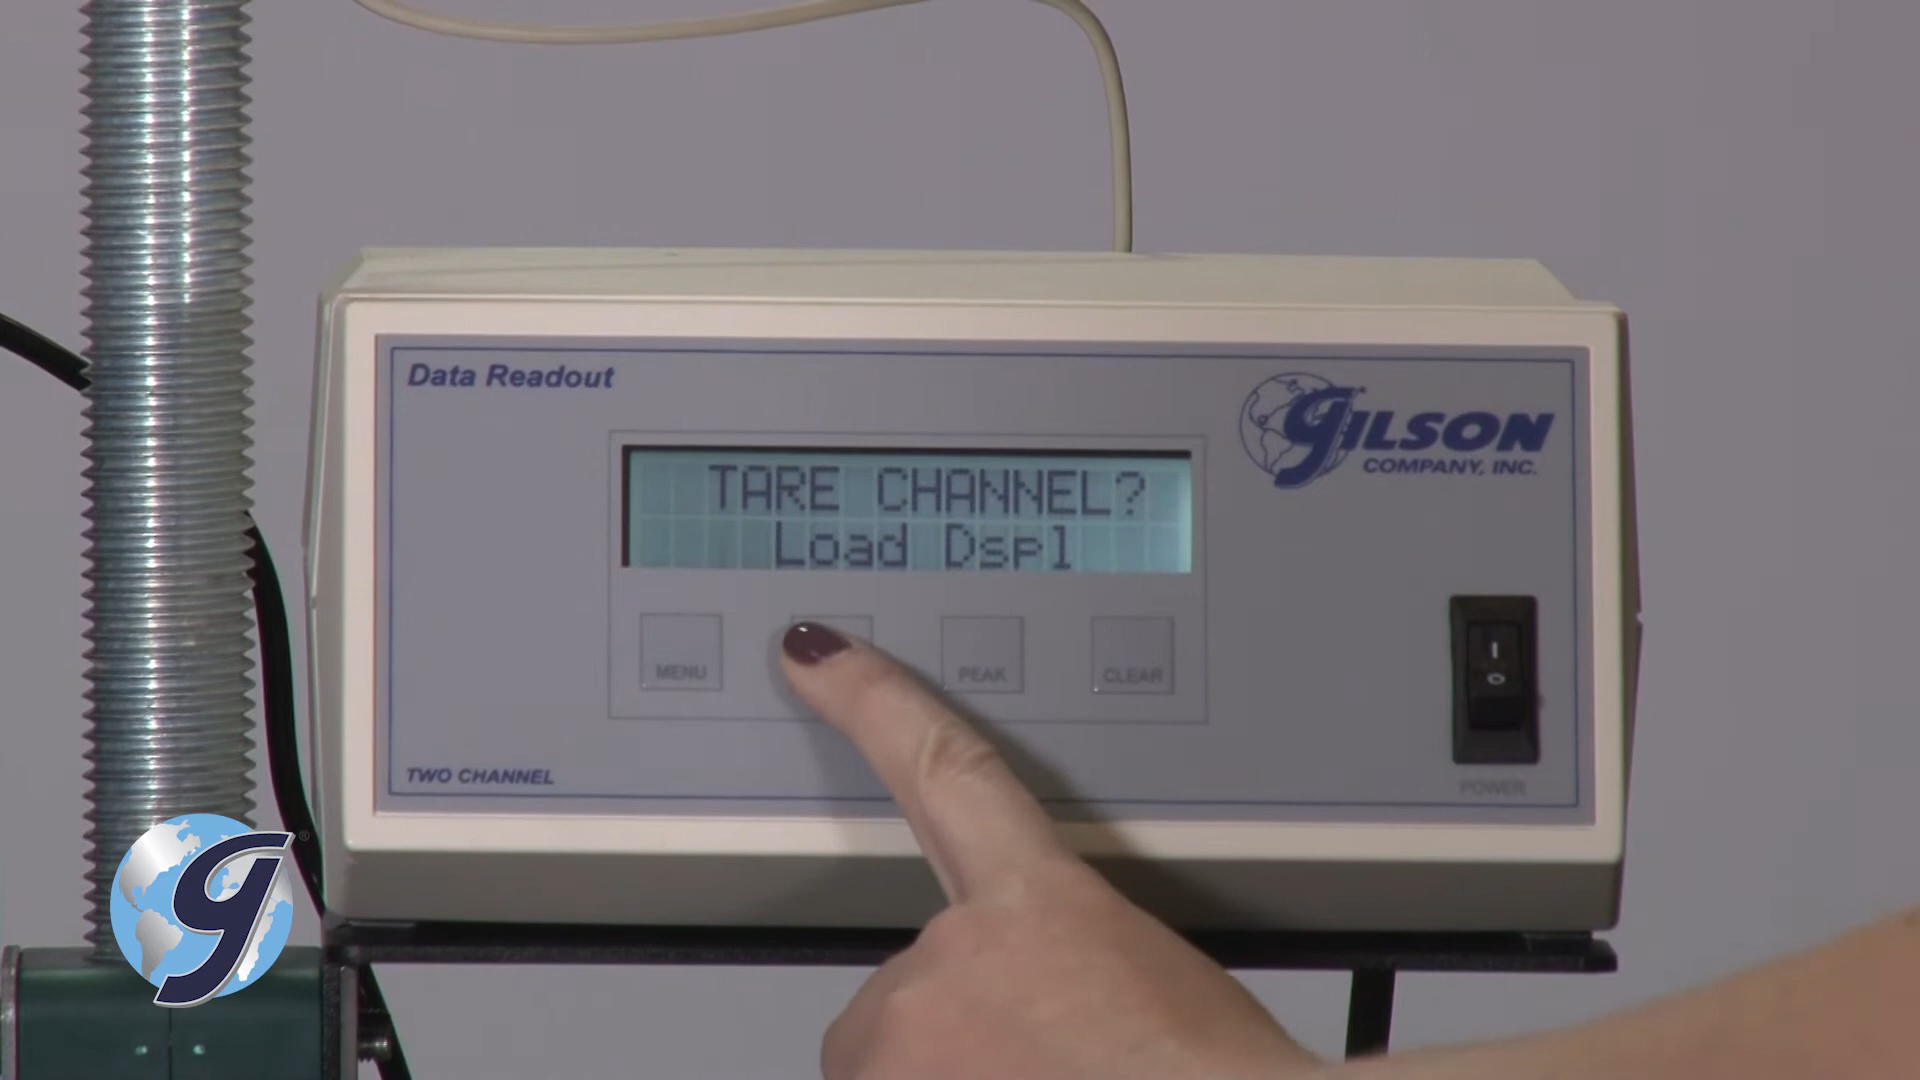 Data Readout
GILSON
COMPANY, INC.
TARE CHANNEL?
Load Dspl
MENU
PEAK
CLEAR
I
O
POWER
TWO CHANNEL
g®